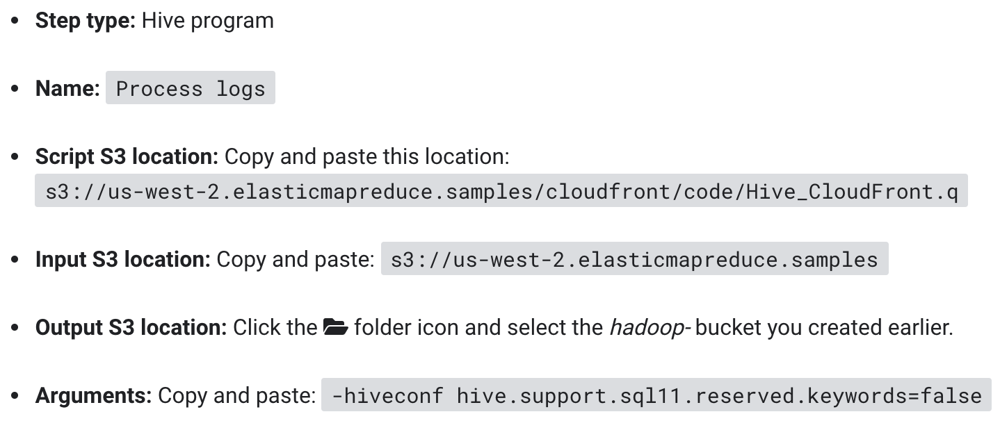 • Step type: Hive program
• Name: Process logs
• Script S3 location: Copy and paste this location:
s3://us-west-2.elasticmapreduce.samples/cloudfront/code/Hive_CloudFront.q
• Input S3 location: Copy and paste: s3://us-west-2.elasticmapreduce.samples
• Output S3 location: Click the folder icon and select the hadoop- bucket you created earlier.
• Arguments: Copy and paste: -hiveconf hive.support.sql11.reserved.keywords=false